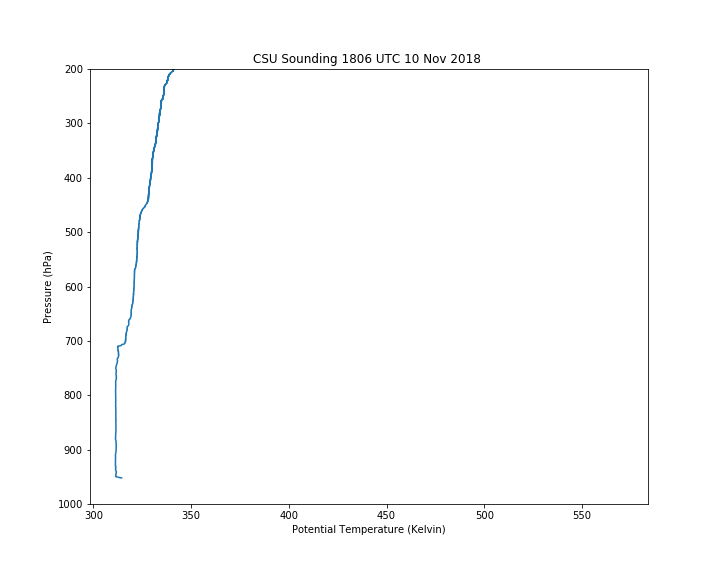 CSU Sounding 1806 UTC 10 Nov 2018
200
300
400
500
600
700
800
900
1000
Pressure (hPa)
300 350 400 450 500 550
Potential Temperature (Kelvin)